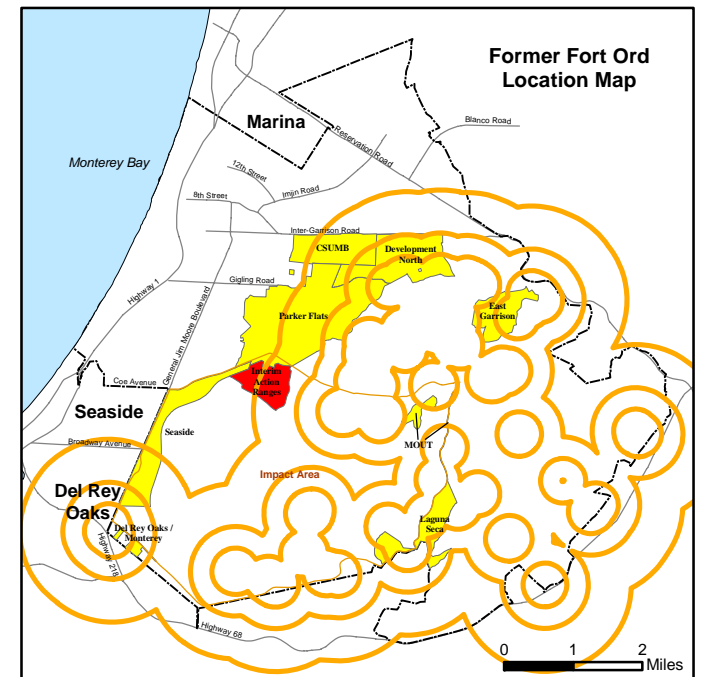 Former Fort Ord
Location Map
Marina
Blanco Road
Reservation Road
Monterey Bay
12th Street
Imjin Road
8th Street
Inter-Garrison Road
CSUMB
Development
North
Highway 1
Gigling Road
General Jim Moore Boulevard
Parker Flats
East
Garrison
Interim
Action
Ranges
Coe Avenue
Seaside
Seaside
Broadway Avenue
MOUT
Impact Area
Del Rey
Oaks
Del Rey Oaks /
Monterey
Laguna
Seca
Highway 218
Highway 68
0 1 2
Miles